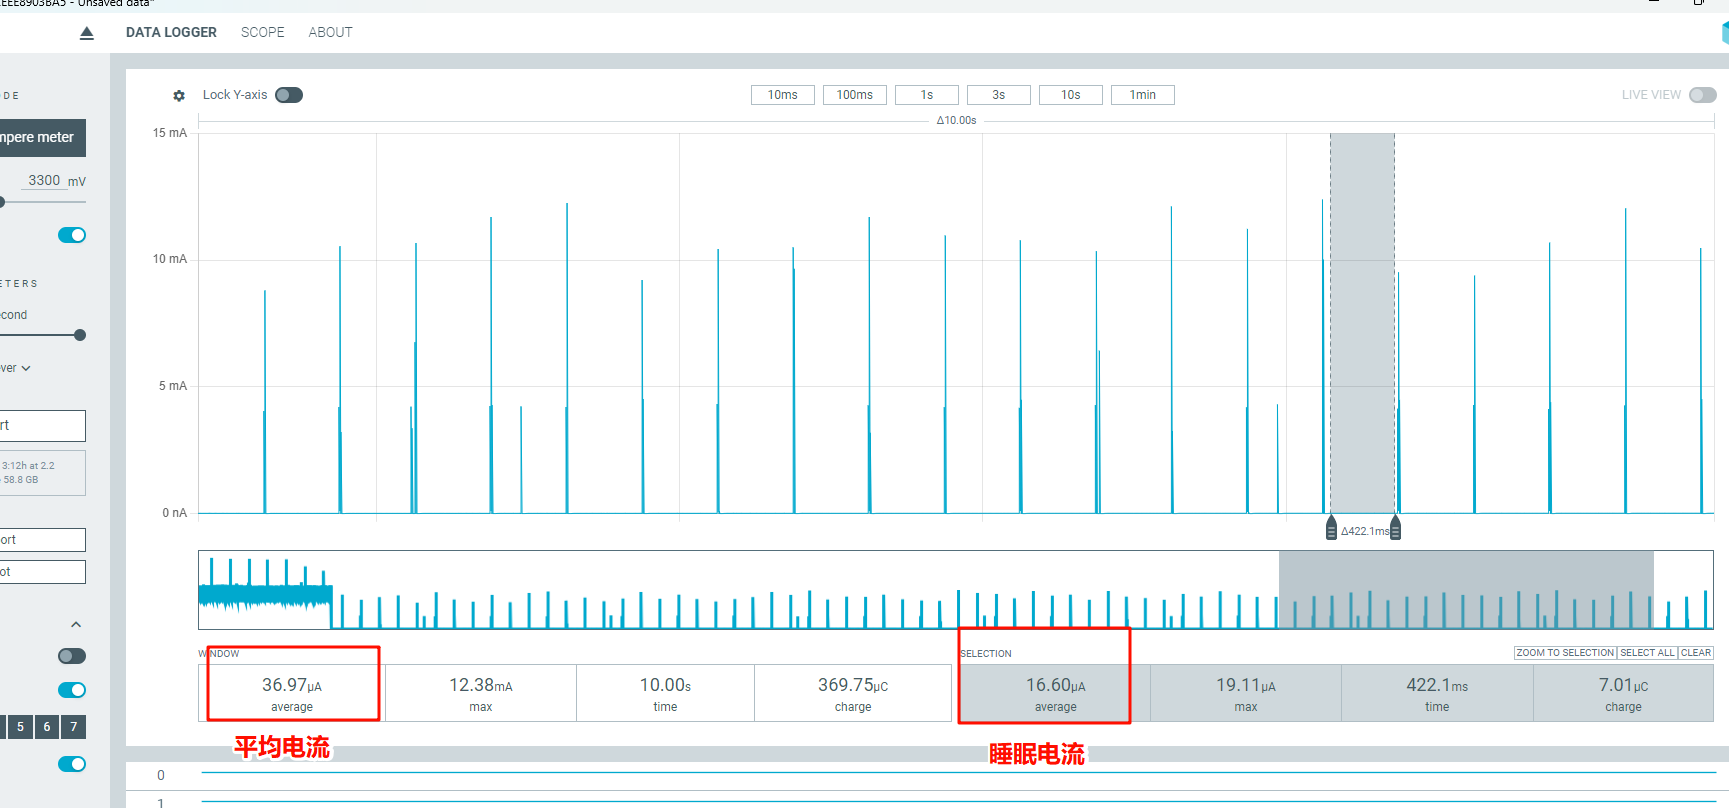 EEE8903BA5 - Unsaved data*
DATA LOGGER SCOPE ABOUT
ODE
mpere meter
3300 mV
ETERS
cond
ver
rt
3:12h at 2.2
58.8 GB
ort
ot
5 6 7
Lock Y-axis
10ms 100ms 1s 3s 10s 1min
LIVE VIEW
Δ10.00s
15 mA
10 mA
5 mA
0 nA
Δ422.1ms
WINDOW
SELECTION
ZOOM TO SELECTION SELECT ALL CLEAR
36.97μA 12.38mA 10.00s 369.75μC 16.60μA 19.11μA 422.1ms 7.01μC
average max time charge average max time charge
平均电流 睡眠电流
0
1